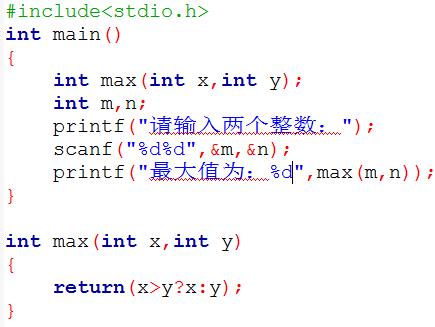 #include<stdio.h>
int main()
{
    int max(int x,int y);
    int m,n;
    printf("请输入两个整数：");
    scanf("%d%d",&m,&n);
    printf("最大值为：%d",max(m,n));
}

int max(int x,int y)
{
    return(x>y?x:y);
}